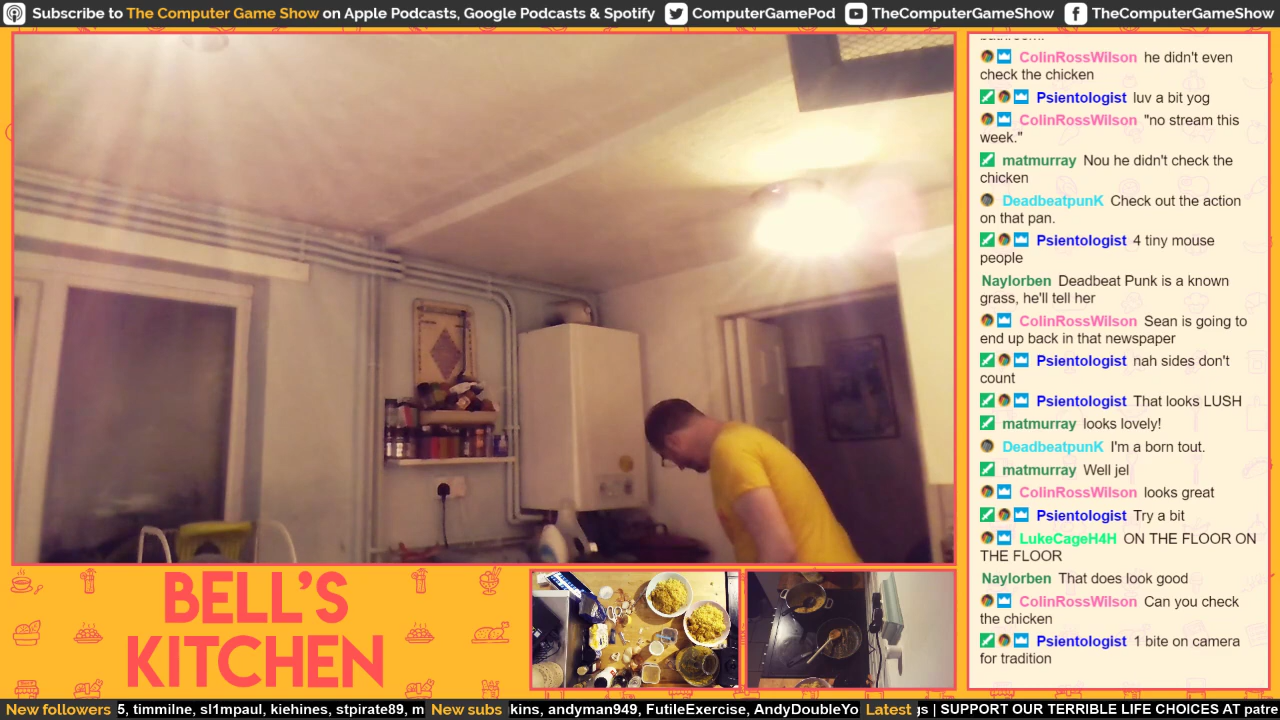 Subscribe to The Computer Game Show on Apple Podcasts, Google Podcasts & Spotify ComputerGamePod TheComputerGameShow TheComputerGameShow
ColinRossWilson he didn't even
check the chicken
Psientologist luv a bit yog
ColinRossWilson "no stream this
week."
matmurray Nou he didn't check the
chicken
DeadbeatpunK Check out the action
on that pan.
Psientologist 4 tiny mouse
people
Naylorben Deadbeat Punk is a known
grass, he'll tell her
ColinRossWilson Sean is going to
end up back in that newspaper
Psientologist nah sides don't
count
Psientologist That looks LUSH
matmurray looks lovely!
DeadbeatpunK I'm a born tout.
matmurray Well jel
ColinRossWilson looks great
Psientologist Try a bit
LukeCageH4H ON THE FLOOR ON
THE FLOOR
Naylorben That does look good
ColinRossWilson Can you check
the chicken
Psientologist 1 bite on camera
for tradition
BELL'S
KITCHEN
New followers 5, timmilne, sl1mpaul, kiehines, stpirate89, m New subs kins, andyman949, FutileExercise, AndyDoubleYo Latest gs | SUPPORT OUR TERRIBLE LIFE CHOICES AT patre